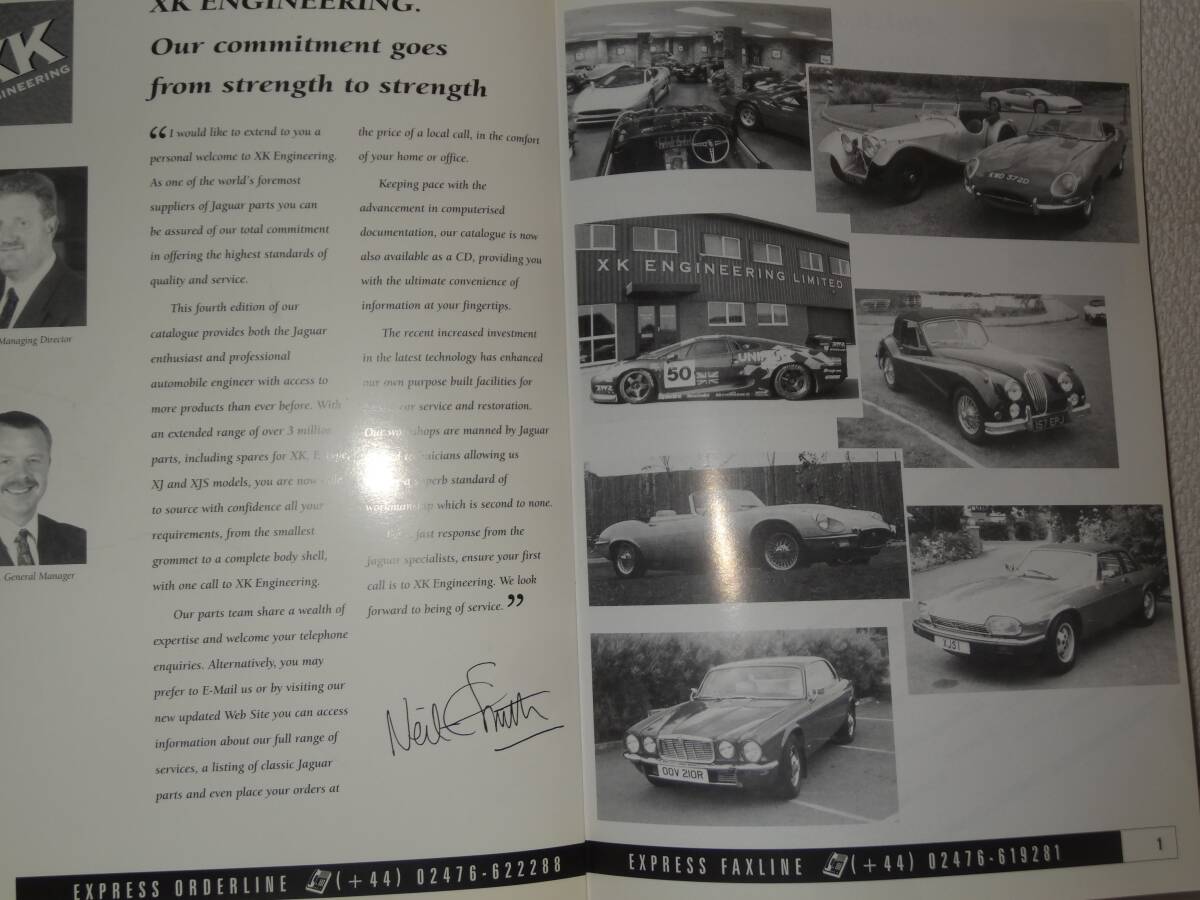 XK
ENGINEERING
Managing Director
General Manager
XK ENGINEERING.
Our commitment goes
from strength to strength
“I would like to extend to you a
personal welcome to XK Engineering.
As one of the world's foremost
suppliers of Jaguar parts you can
be assured of our total commitment
in offering the highest standards of
quality and service.
This fourth edition of our
catalogue provides both the Jaguar
enthusiast and professional
automobile engineer with access to
more products than ever before. With
an extended range of over 3 million
parts, including spares for XK,
XJ and XJS models, you are now
to source with confidence all your
requirements, from the smallest
grommet to a complete body shell,
with one call to XK Engineering.
Our parts team share a wealth of
expertise and welcome your telephone
enquiries. Alternatively, you may
prefer to E-Mail us or by visiting our
new updated Web Site you can access
information about our full range of
services, a listing of classic Jaguar
parts and even place your orders at
the price of a local call, in the comfort
of your home or office.
Keeping pace with the
advancement in computerised
documentation, our catalogue is now
also available as a CD, providing you
with the ultimate convenience of
information at your fingertips.
The recent increased investment
in the latest technology has enhanced
our own purpose built facilities for
service and restoration.
Our workshops are manned by Jaguar
technicians allowing us
superb standard of
workmanship which is second to none.
fast response from the
Jaguar specialists, ensure your first
call is to XK Engineering. We look
forward to being of service.”
Neil Smith
KWD 372D
XK ENGINEERING LIMITED
50
157 EPJ
XJS1
OOV 210R
EXPRESS ORDERLINE (+44) 02476-622288
EXPRESS FAXLINE (+44) 02476-619281
1